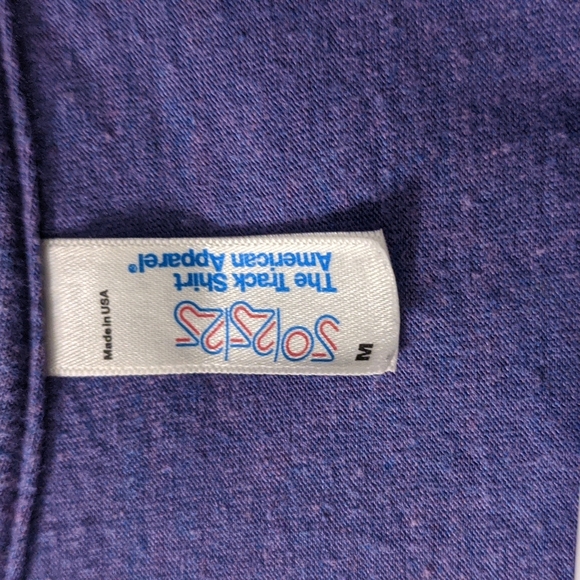 50/25/25
The Track Shirt
American Apparel®
M
Made in USA